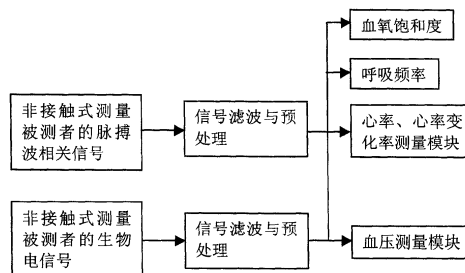 血氧饱和度
呼吸频率
非接触式测量
被测者的脉搏
波相关信号
信号滤波与预
处理
心率、心率变
化率测量模块
非接触式测量
被测者的生物
电信号
信号滤波与预
处理
血压测量模块